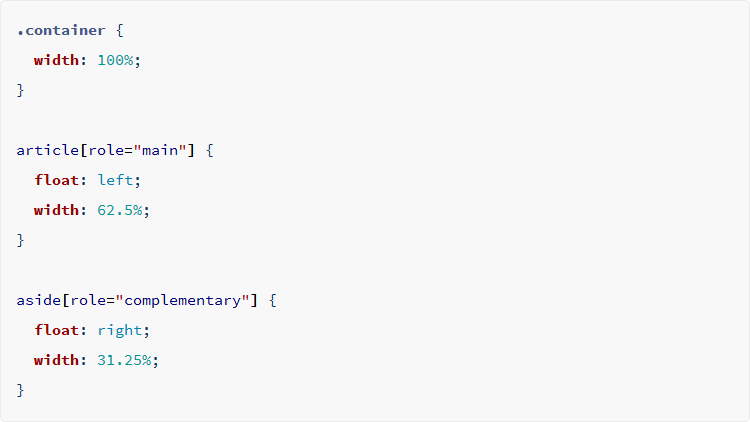 .container {
  width: 100%;
}

article[role="main"] {
  float: left;
  width: 62.5%;
}

aside[role="complementary"] {
  float: right;
  width: 31.25%;
}